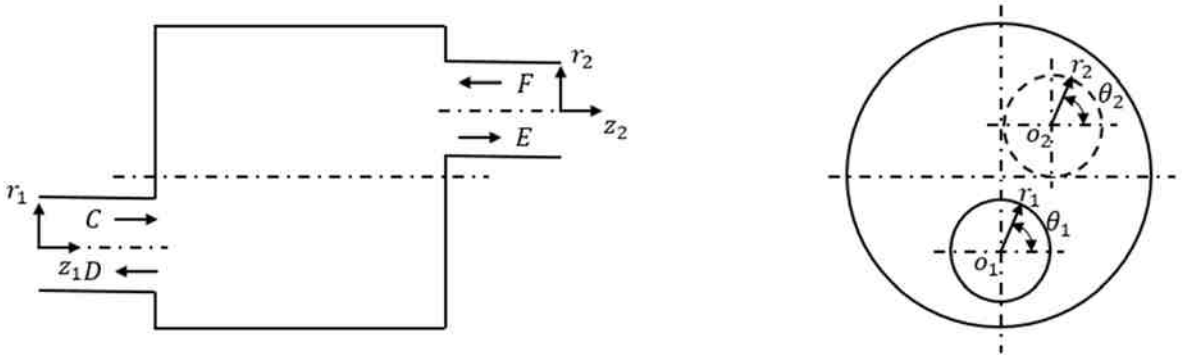 r₂
F
z₂
E
r₁
C
z₁D
r₂
θ₂
o₂
r₁
θ₁
o₁